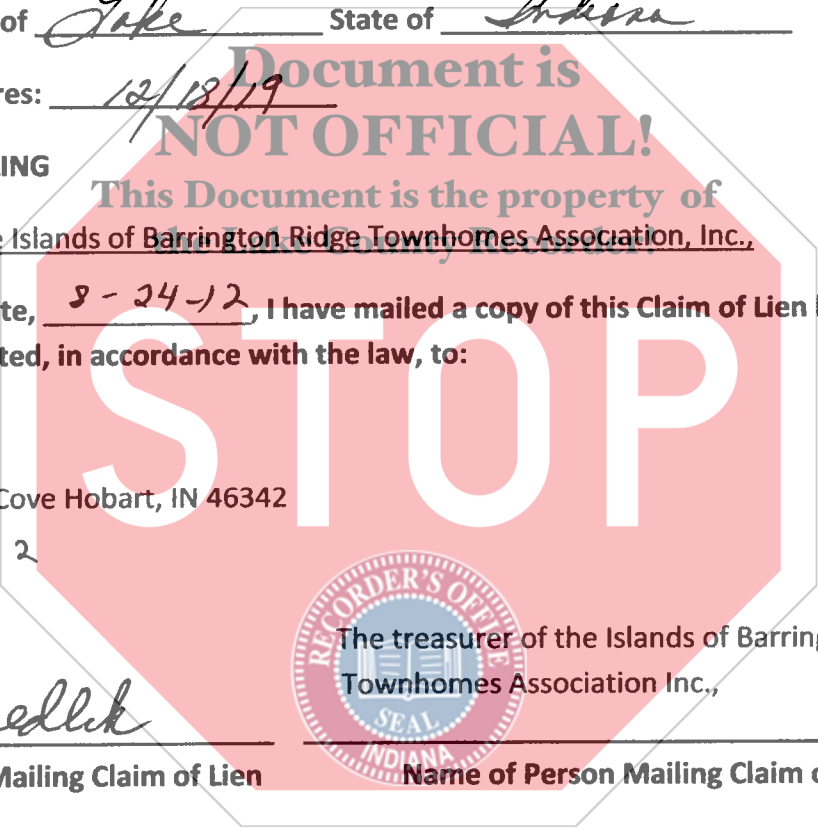 of Lake State of Indiana
Document is
res: 12/18/19
NOT OFFICIAL!
ING
This Document is the property of
e Islands of Barrington Ridge Townhomes Association, Inc.,
the Lake County Recorder!
te, 8-24-12, I have mailed a copy of this Claim of Lien
ted, in accordance with the law, to:
STOP
Cove Hobart, IN 46342
2
RECORDER'S OFFICE
The treasurer of the Islands of Barring
Townhomes Association Inc.,
edlik
SEAL
INDIANA
Mailing Claim of Lien Name of Person Mailing Claim o